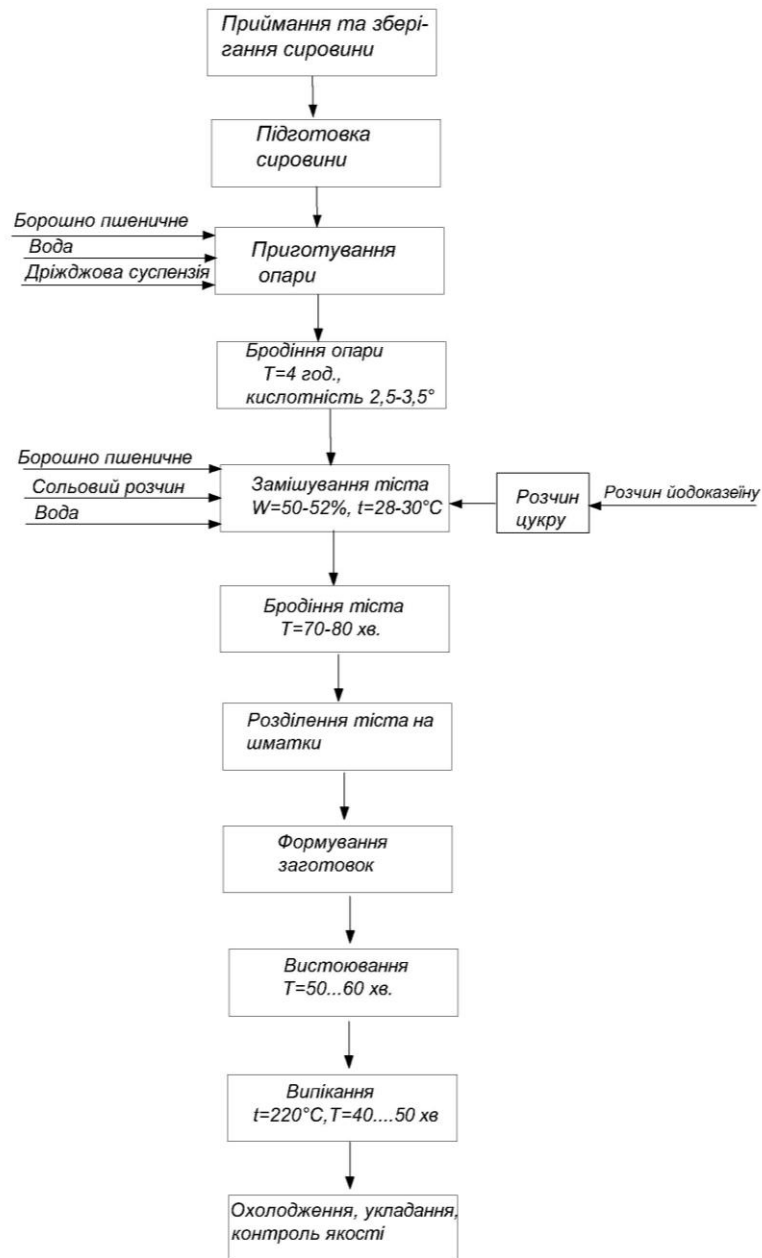 Приймання та збері-
гання сировини
Підготовка
сировини
Борошно пшеничне
Вода
Дріжджова суспензія
Приготування
опари
Бродіння опари
Т=4 год.,
кислотність 2,5-3,5°
Борошно пшеничне
Сольовий розчин
Вода
Замішування тіста
W=50-52%, t=28-30°C
Розчин
цукру
Розчин йодоказеїну
Бродіння тіста
Т=70-80 хв.
Розділення тіста на
шматки
Формування
заготовок
Вистоювання
Т=50...60 хв.
Випікання
t=220°C,T=40....50 хв
Охолодження, укладання,
контроль якості